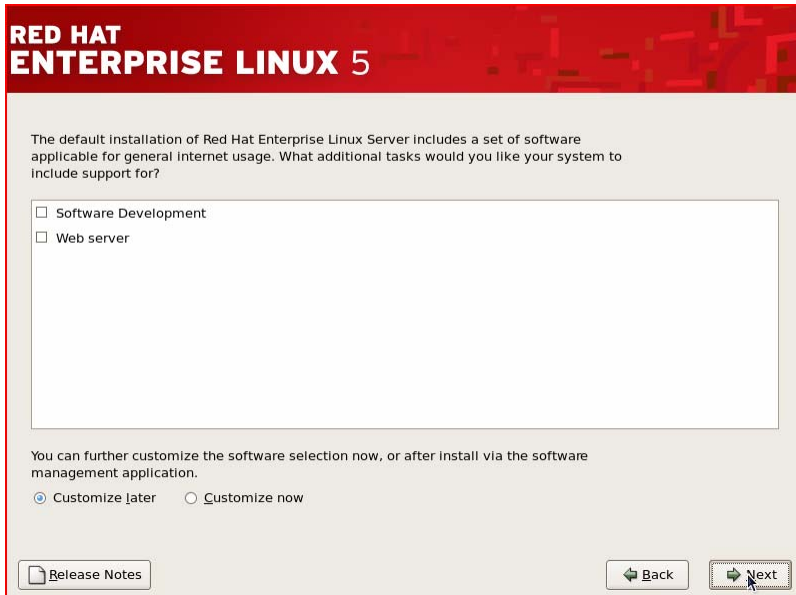 RED HAT
ENTERPRISE LINUX 5
The default installation of Red Hat Enterprise Linux Server includes a set of software
applicable for general internet usage. What additional tasks would you like your system to
include support for?
Software Development
Web server
You can further customize the software selection now, or after install via the software
management application.
Customize later Customize now
Release Notes Back Next